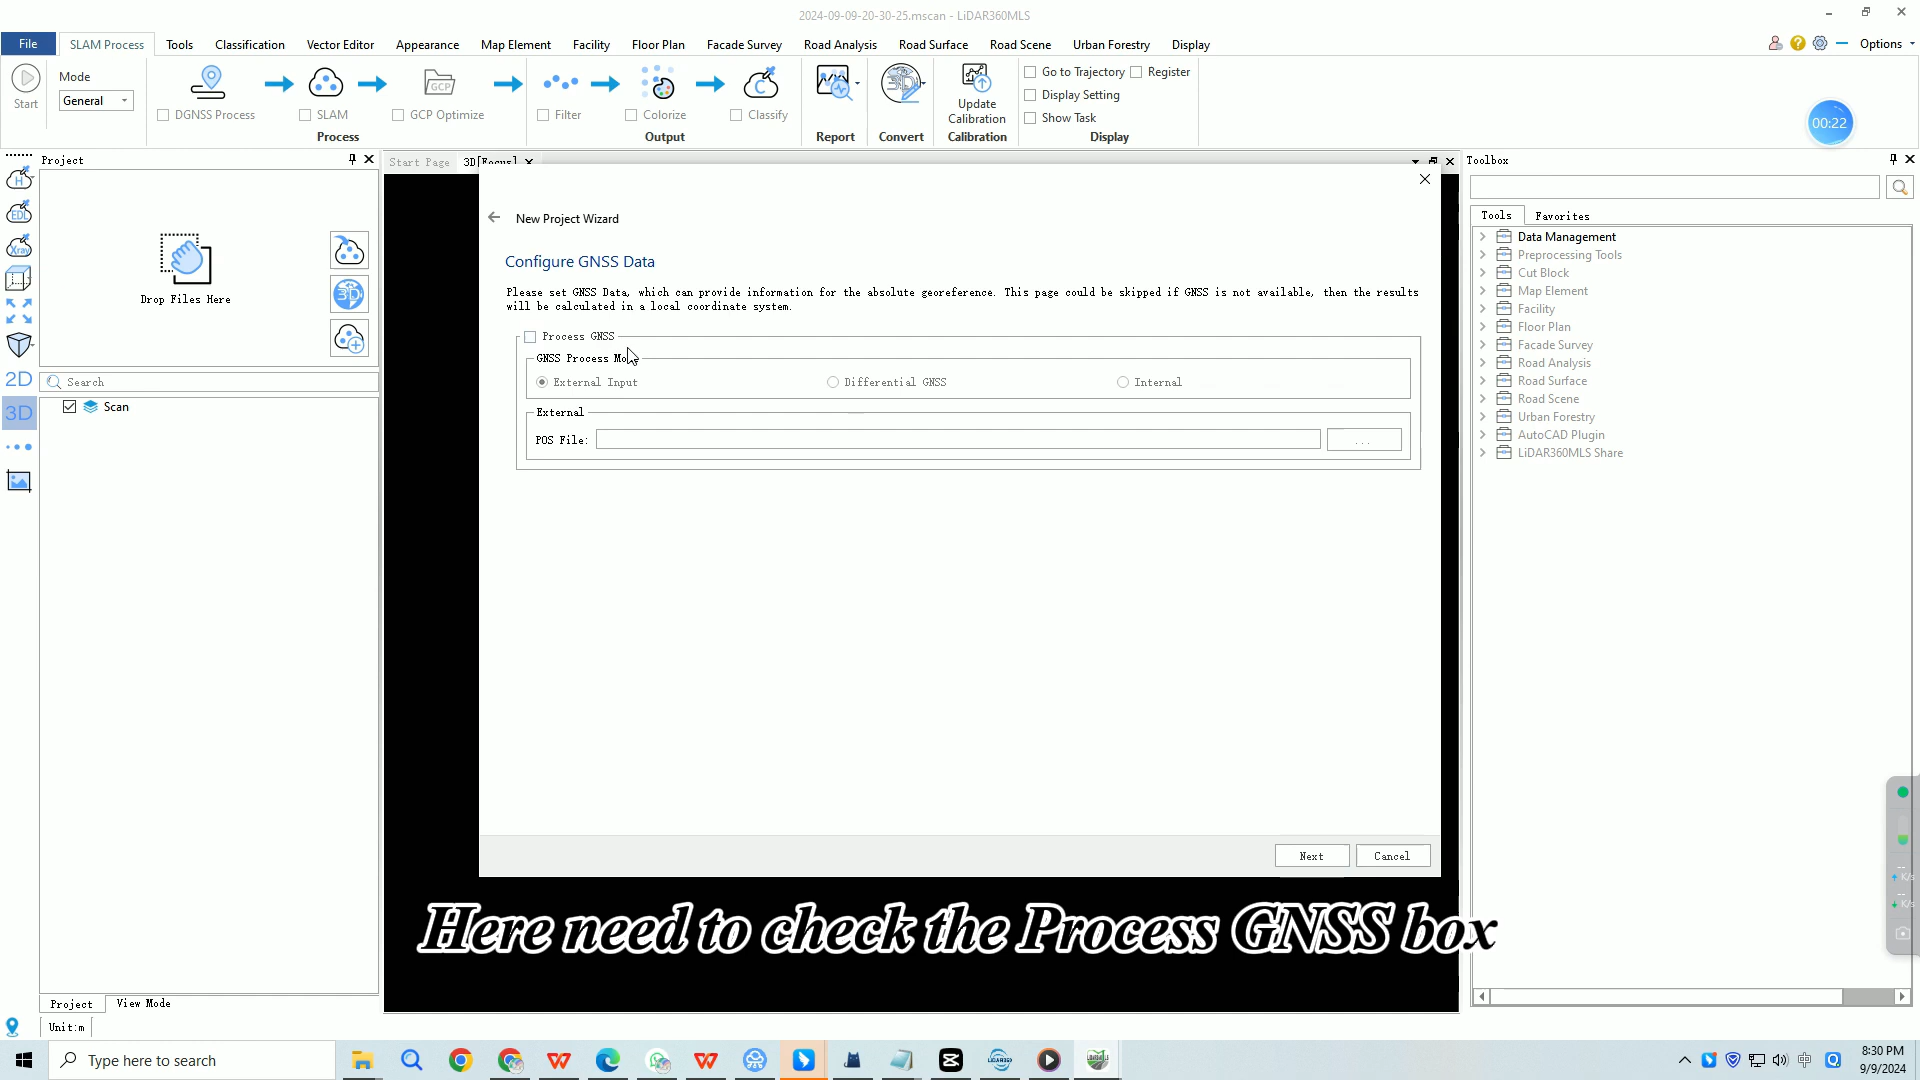 2024-09-09-20-30-25.mscan - LiDAR360MLS
File SLAM Process Tools Classification Vector Editor Appearance Map Element Facility Floor Plan Facade Survey Road Analysis Road Surface Road Scene Urban Forestry Display Options
Start
Mode
General
DGNSS Process SLAM GCP GCP Optimize
Process
Filter Colorize Classify
Output
Report
Convert
Update
Calibration
Calibration
Go to Trajectory Register
Display Setting
Show Task
Display
00:22
Project
Drop Files Here
Search
Scan
H
EDL
Xray
2D
3D
Start Page 3D[Focus]
New Project Wizard
Configure GNSS Data
Please set GNSS Data, which can provide information for the absolute georeference. This page could be skipped if GNSS is not available, then the results
will be calculated in a local coordinate system.
Process GNSS
GNSS Process Mode
External Input Differential GNSS Internal
External
POS File: ...
Next Cancel
Here need to check the Process GNSS box
Toolbox
Tools Favorites
Data Management
Preprocessing Tools
Cut Block
Map Element
Facility
Floor Plan
Facade Survey
Road Analysis
Road Surface
Road Scene
Urban Forestry
AutoCAD Plugin
LiDAR360MLS Share
-- K/s
-- K/s
Project View Mode
Unit:m
Type here to search
中
8:30 PM
9/9/2024